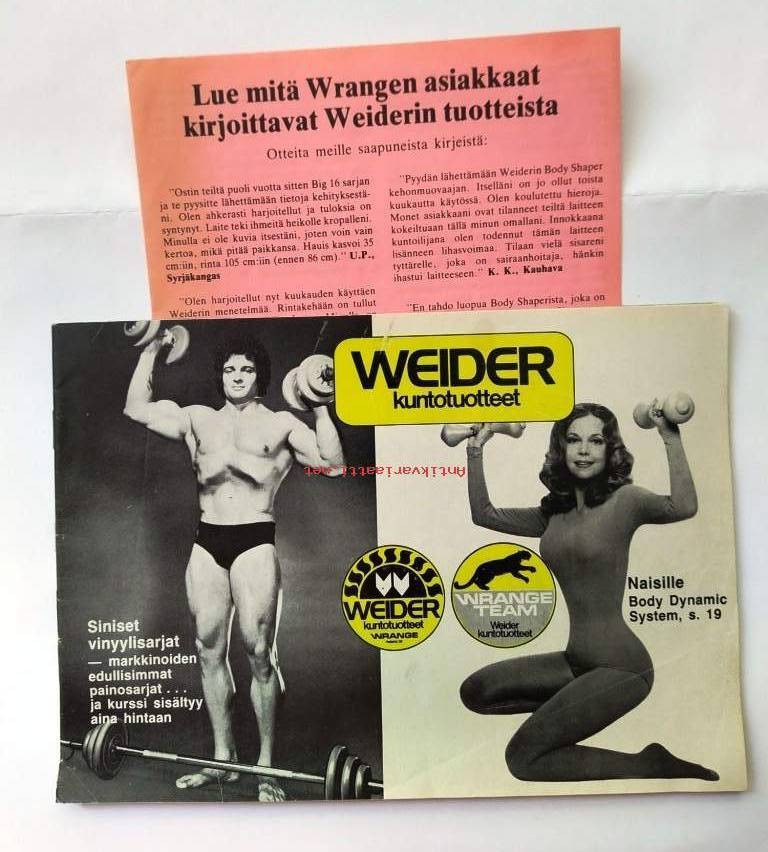 Lue mitä Wrangen asiakkaat
kirjoittavat Weiderin tuotteista
Otteita meille saapuneista kirjeistä:
"Ostin teiltä puoli vuotta sitten Big 16 sarjan
ja te pyysitte lähettämään tietoja kehityksestä-
ni. Olen ahkerasti harjoitellut ja tuloksia on
syntynyt. Laite teki ihmeitä heikolle kropalleni.
Minulla ei ole kuvia itsestäni, joten voin vain
kertoa, mikä pitää paikkansa. Hauis kasvoi 35
cm:iin, rinta 105 cm:iin (ennen 86 cm)." U.P.,
Syrjäkangas
"Olen harjoitellut nyt kuukauden käyttäen
Weiderin menetelmää. Rintakehään on tullut
"Pyydän lähettämään Weiderin Body Shaper
kehonmuovaajan. Itselläni on jo ollut toista
kuukautta käytössä. Olen koulutettu hieroja.
Monet asiakkaani ovat tilanneet teiltä laitteen
kokeiltuaan tällä minun omallani. Innokkaana
kuntoilijana olen todennut tämän laitteen
lisänneen lihasvoimaa. Tilaan vielä sisareni
tyttärelle, joka on sairaanhoitaja, hänkin
ihastui laitteeseen." K. K., Kauhava
"En tahdo luopua Body Shaperista, joka on
WEIDER
kuntotuotteet
Antikvariaatti.net
WEIDER
kuntotuotteet
WRANGE
WRANGE
TEAM
Weider
kuntotuotteet
Naisille
Body Dynamic
System, s. 19
Siniset
vinyylisarjat
— markkinoiden
edullisimmat
painosarjat . . .
ja kurssi sisältyy
aina hintaan